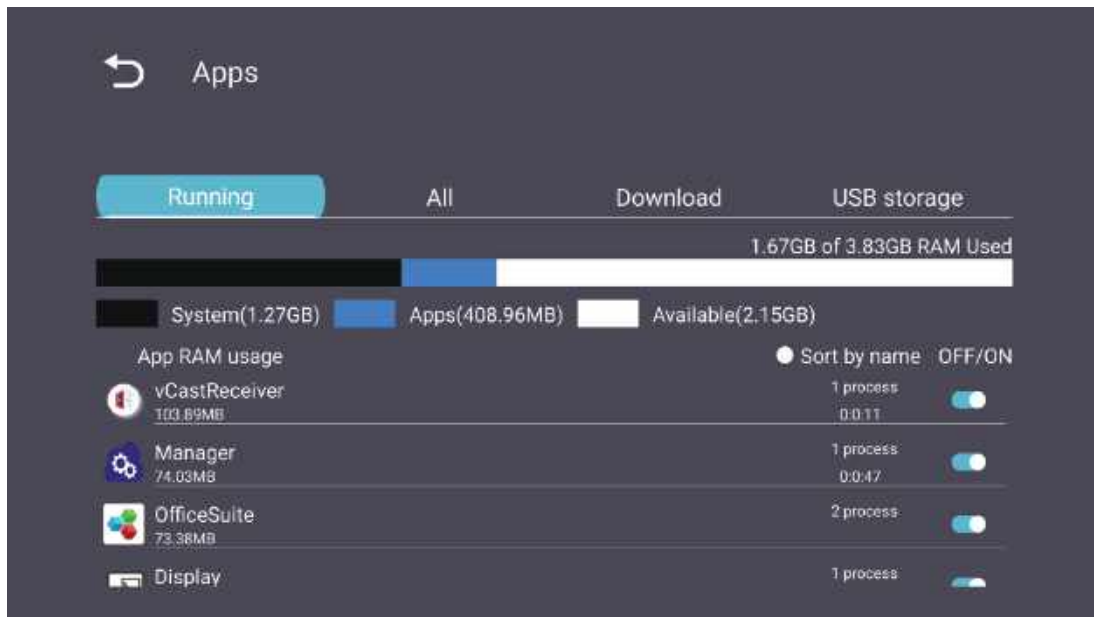 Apps
Running All Download USB storage
1.67GB of 3.83GB RAM Used
System(1.27GB) Apps(408.96MB) Available(2.15GB)
App RAM usage Sort by name OFF/ON
vCastReceiver 1 process
103.89MB 0:0:11
Manager 1 process
74.03MB 0:0:47
OfficeSuite 2 process
73.38MB
Display 1 process